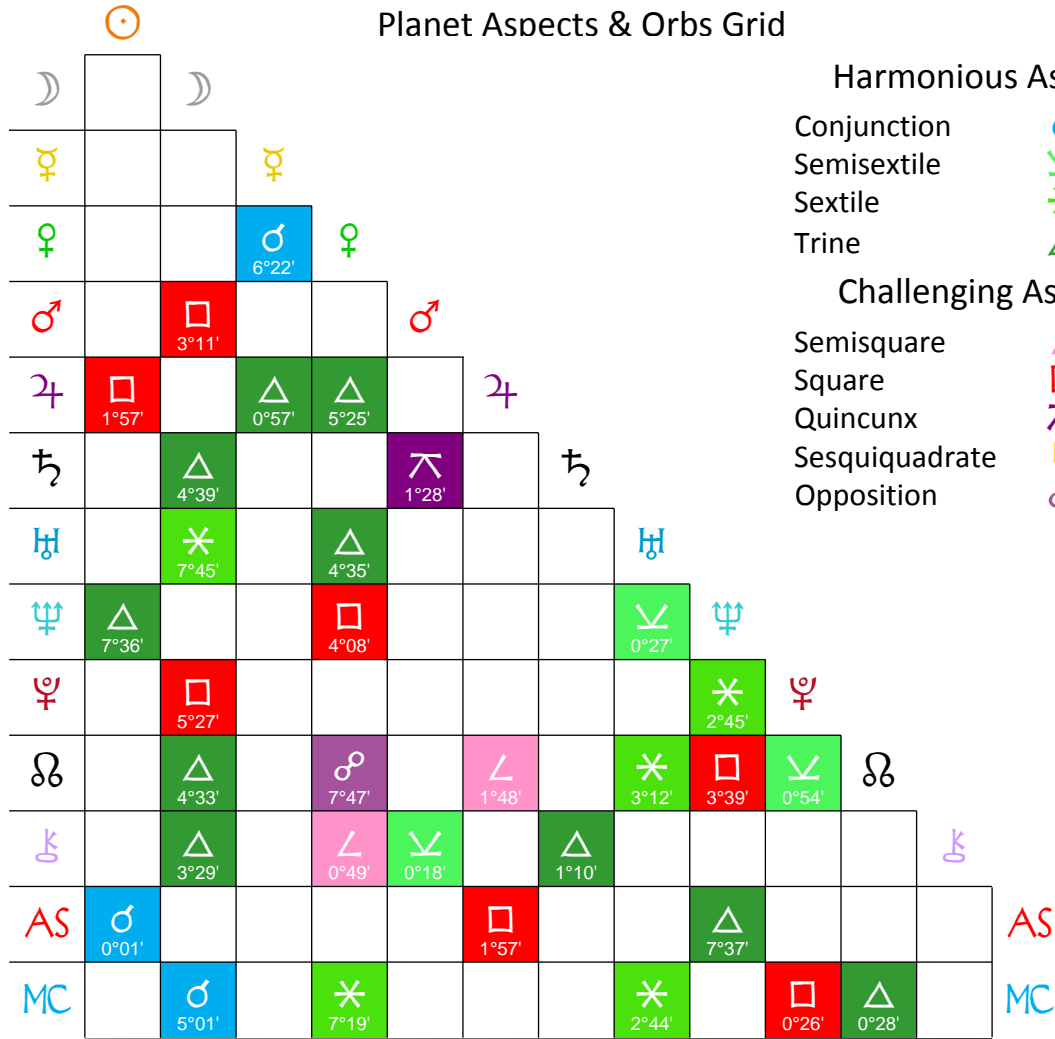 ☉
Planet Aspects & Orbs Grid
☽ ☽
Harmonious As
Conjunction ☌
Semisextile ⚺
Sextile ⚹
Trine △
☿ ☿
♀ ☌ 6°22' ♀
Challenging As
♂ □ 3°11' ♂
Semisquare ∠
Square □
Quincunx ⚻
Sesquiquadrate
Opposition ☍
♃ □ 1°57' △ 0°57' △ 5°25' ♃
♄ △ 4°39' ⚻ 1°28' ♄
♅ ⚹ 7°45' △ 4°35' ♅
♆ △ 7°36' □ 4°08' ⚺ 0°27' ♆
♇ □ 5°27' ⚹ 2°45' ♇
☊ △ 4°33' ☍ 7°47' ∠ 1°48' ⚹ 3°12' □ 3°39' ⚺ 0°54' ☊
⚷ △ 3°29' ∠ 0°49' ⚺ 0°18' △ 1°10' ⚷
AS ☌ 0°01' □ 1°57' △ 7°37' AS
MC ☌ 5°01' ⚹ 7°19' ⚹ 2°44' □ 0°26' △ 0°28' MC